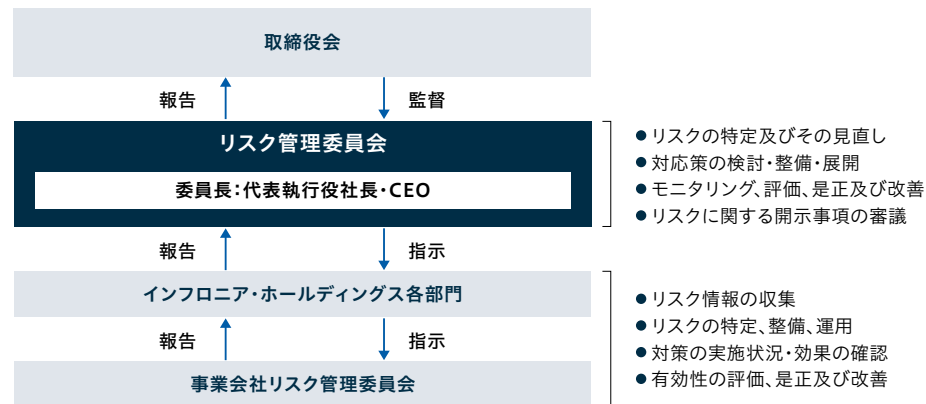 取締役会
報告
監督
リスク管理委員会
委員長：代表執行役社長・CEO
●リスクの特定及びその見直し
●対応策の検討・整備・展開
●モニタリング、評価、是正及び改善
●リスクに関する開示事項の審議
報告
指示
インフロニア・ホールディングス各部門
報告
指示
事業会社リスク管理委員会
●リスク情報の収集
●リスクの特定、整備、運用
●対策の実施状況・効果の確認
●有効性の評価、是正及び改善